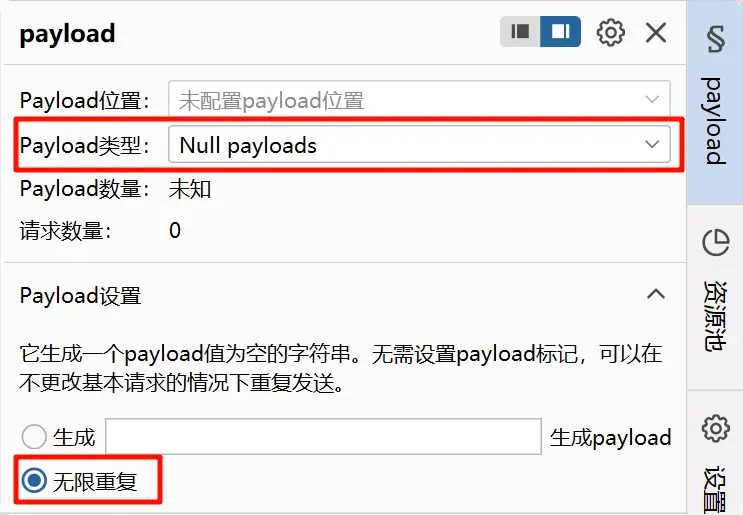 payload
Payload位置：
未配置payload位置
Payload类型：
Null payloads
Payload数量：
未知
请求数量：
0
Payload设置
它生成一个payload值为空的字符串。无需设置payload标记，可以在
不更改基本请求的情况下重复发送。
生成
生成payload
无限重复
payload
资源池
设置